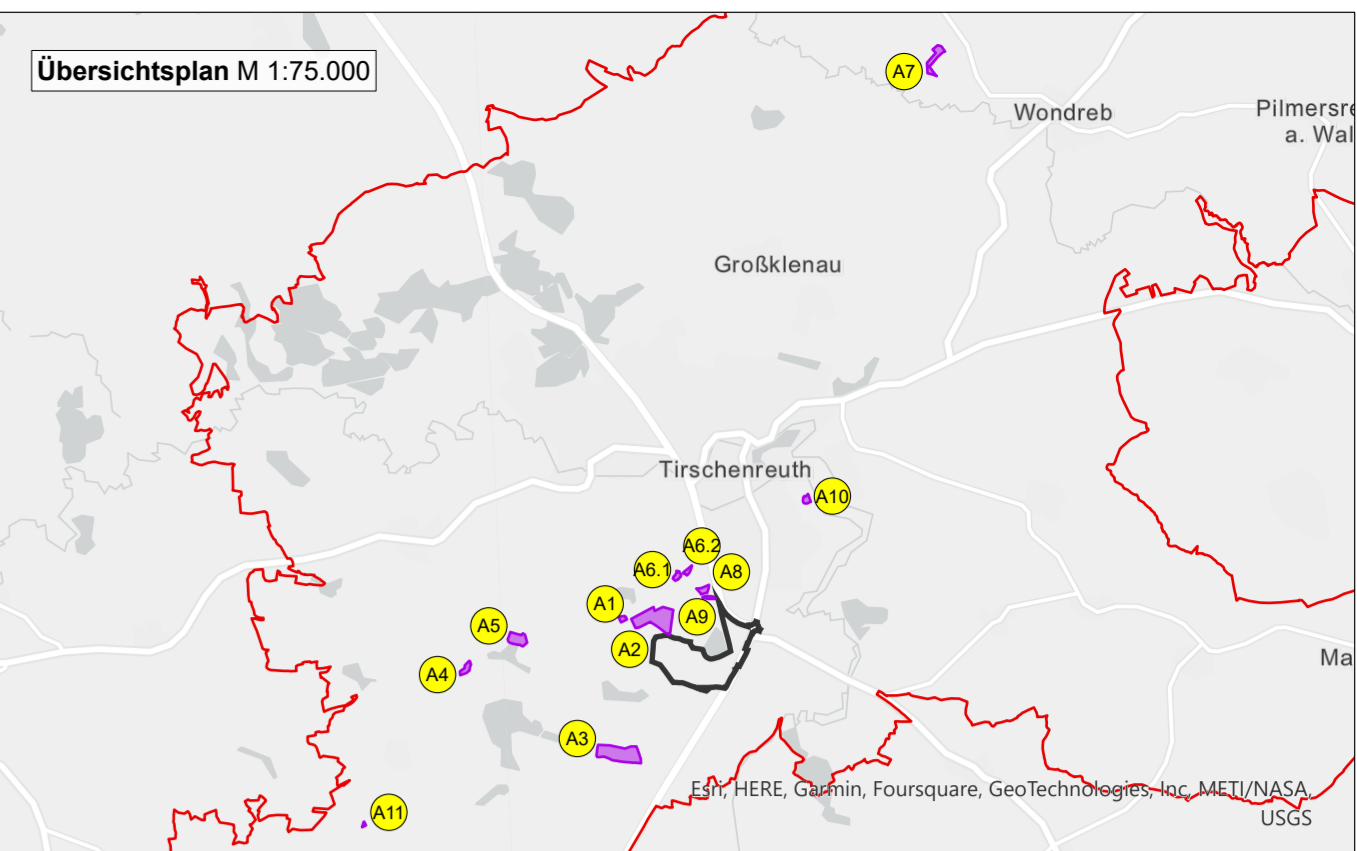 Übersichtsplan M 1:75.000
A7
Wondreb
Pilmersre
a. Wal
Großklenau
Tirschenreuth
A10
A6.2
A6.1
A8
A1
A9
A5
A2
A4
Ma
A3
Esri, HERE, Garmin, Foursquare, GeoTechnologies, Inc, METI/NASA,
USGS
A11